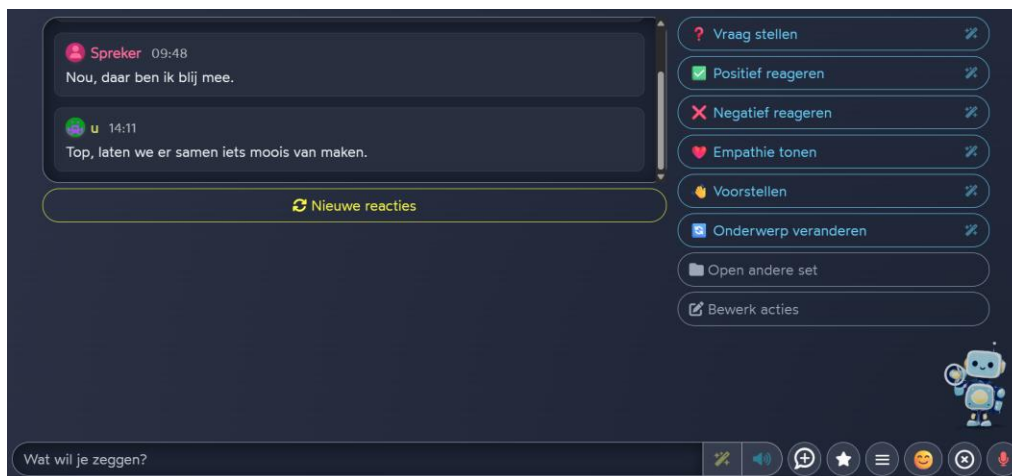 Spreker 09:48
Nou, daar ben ik blij mee.
u 14:11
Top, laten we er samen iets moois van maken.
Nieuwe reacties
Vraag stellen
Positief reageren
Negatief reageren
Empathie tonen
Voorstellen
Onderwerp veranderen
Open andere set
Bewerk acties
Wat wil je zeggen?